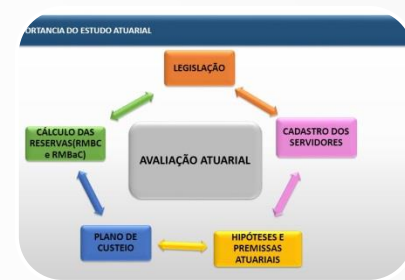 ORTANCIA DO ESTUDO ATUARIAL
LEGISLAÇÃO
CÁLCULO DAS
RESERVAS(RMBC
e RMBaC)
AVALIAÇÃO ATUARIAL
CADASTRO DOS
SERVIDORES
PLANO DE
CUSTEIO
HIPÓTESES E
PREMISSAS
ATUARIAIS